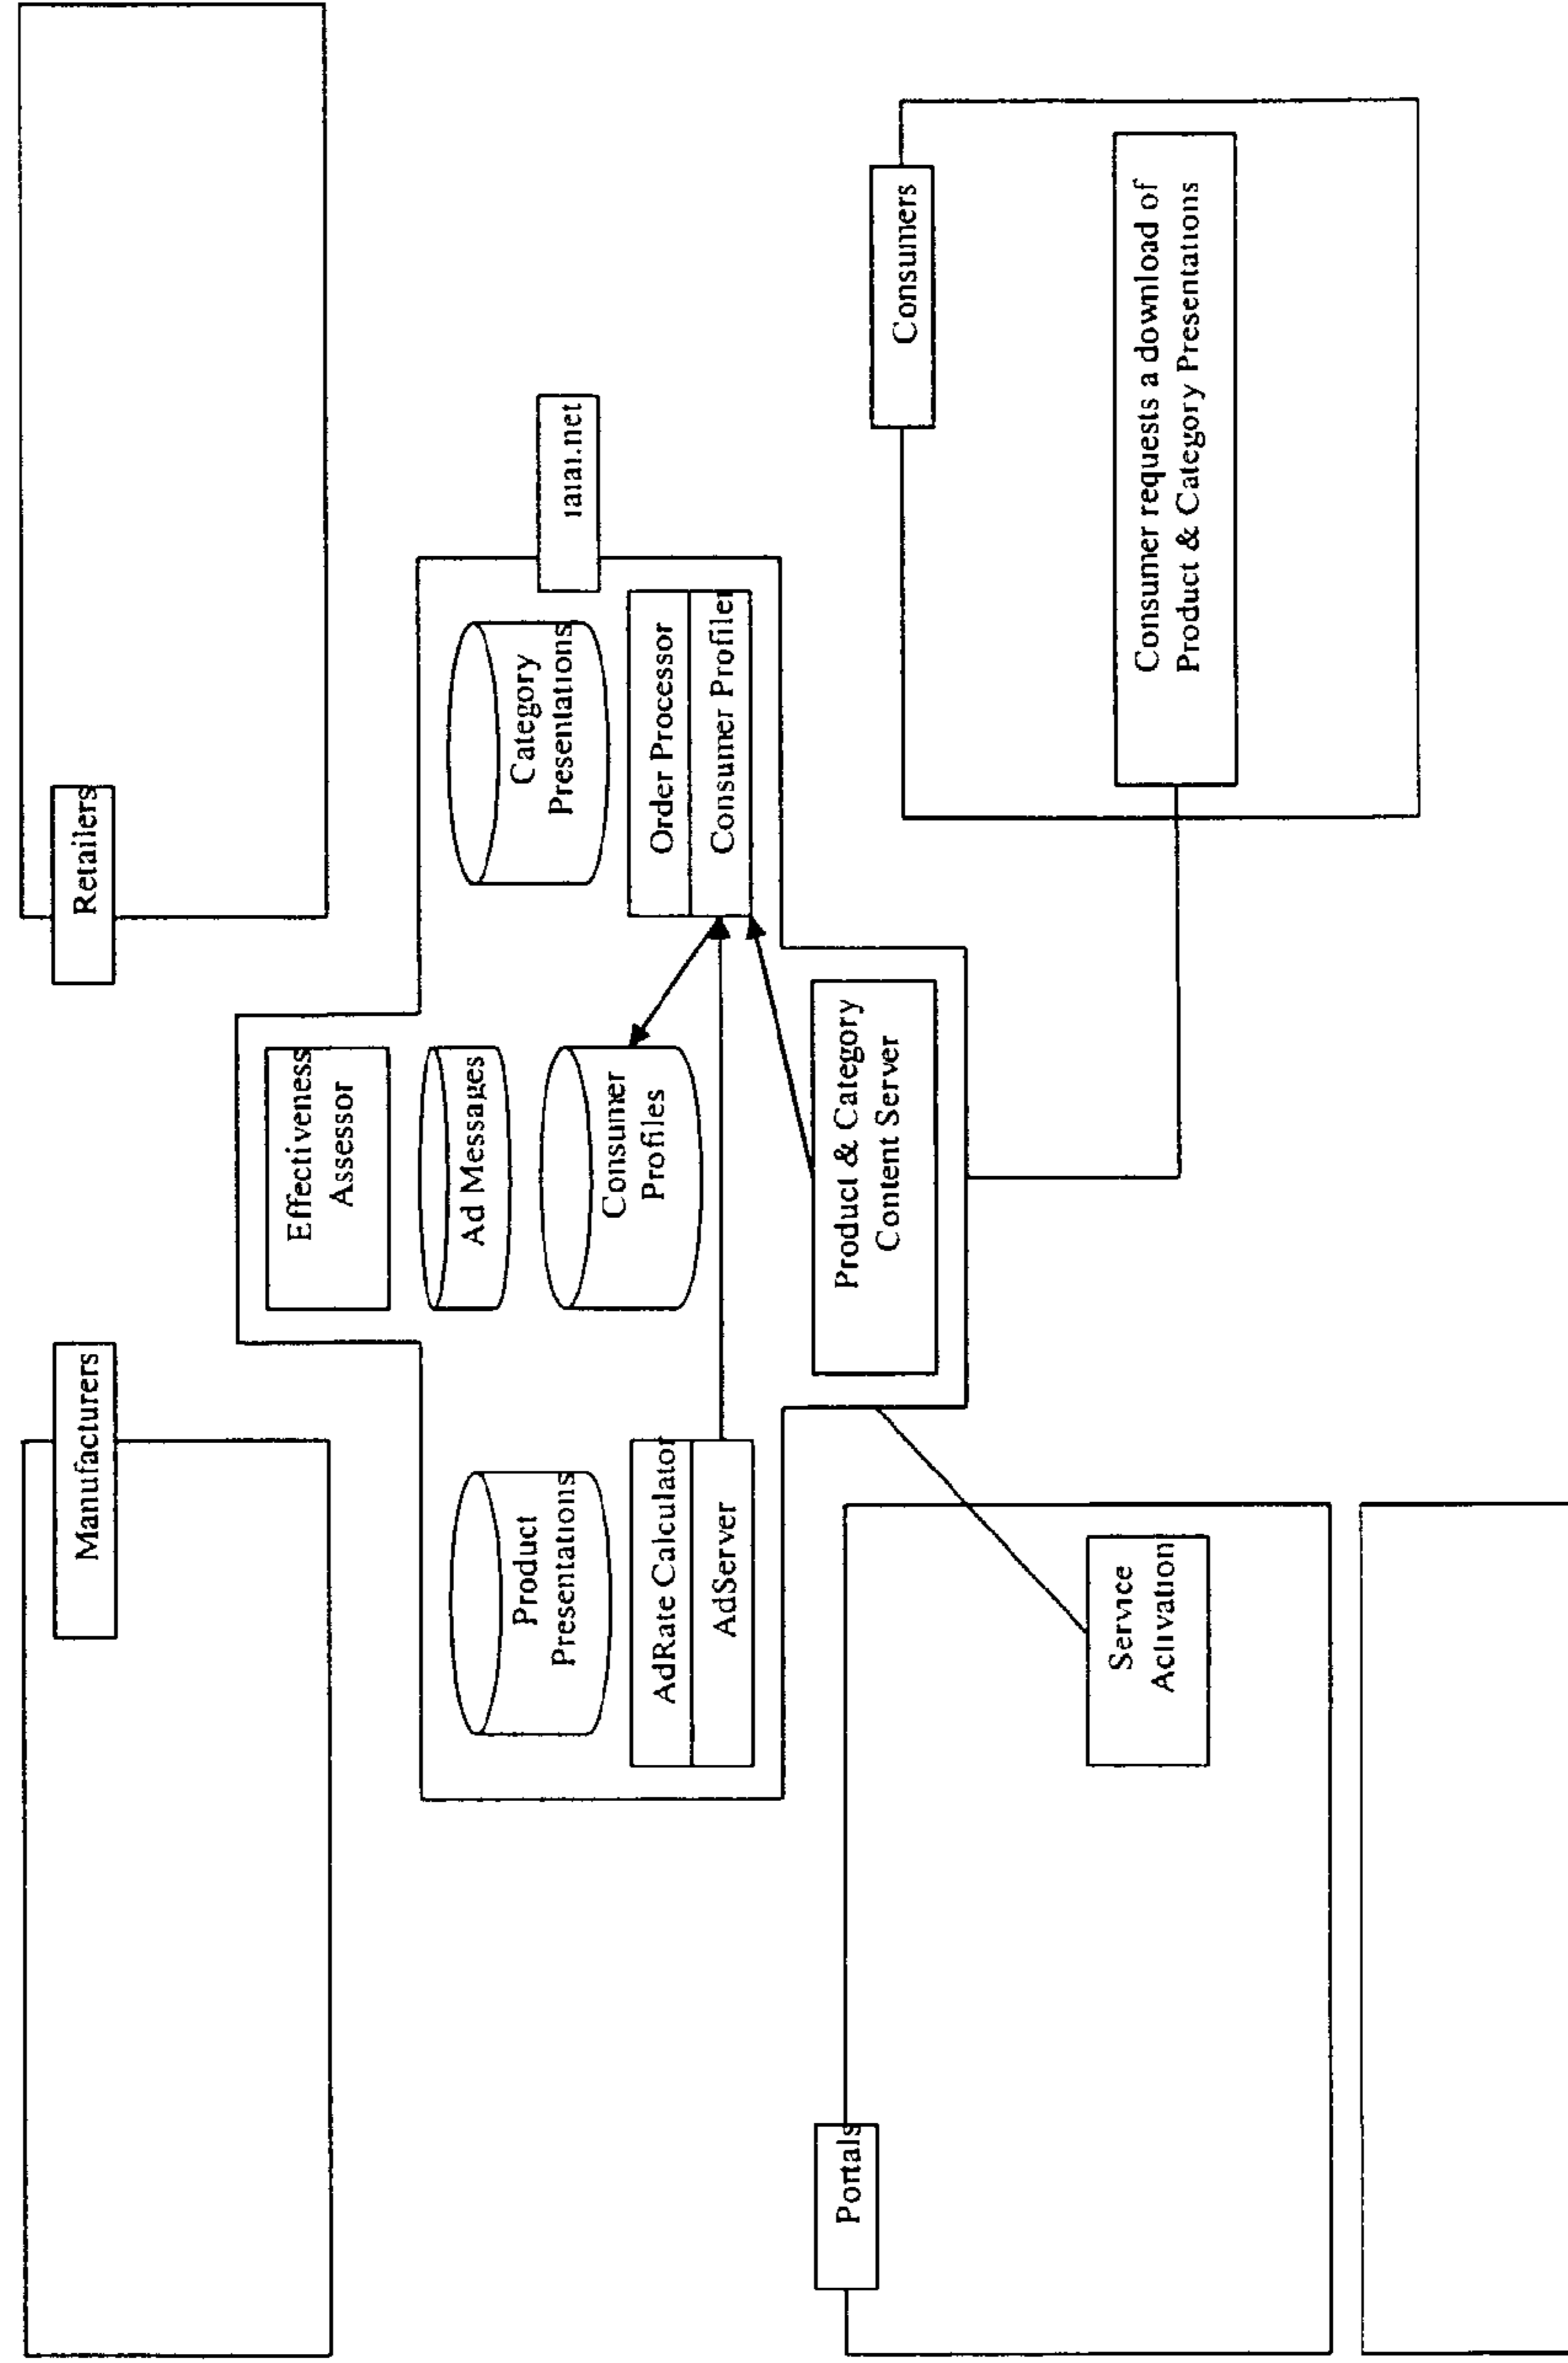 Manufacturers
Retailers
Effectiveness
Assessor
Ad Messages
Product
Presentations
Category
Presentations
iaiai.net
Consumer
Profiles
AdRate Calculator
AdServer
Order Processor
Consumer Profiler
Product & Category
Content Server
Portals
Consumers
Service
Activation
Consumer requests a download of
Product & Category Presentations